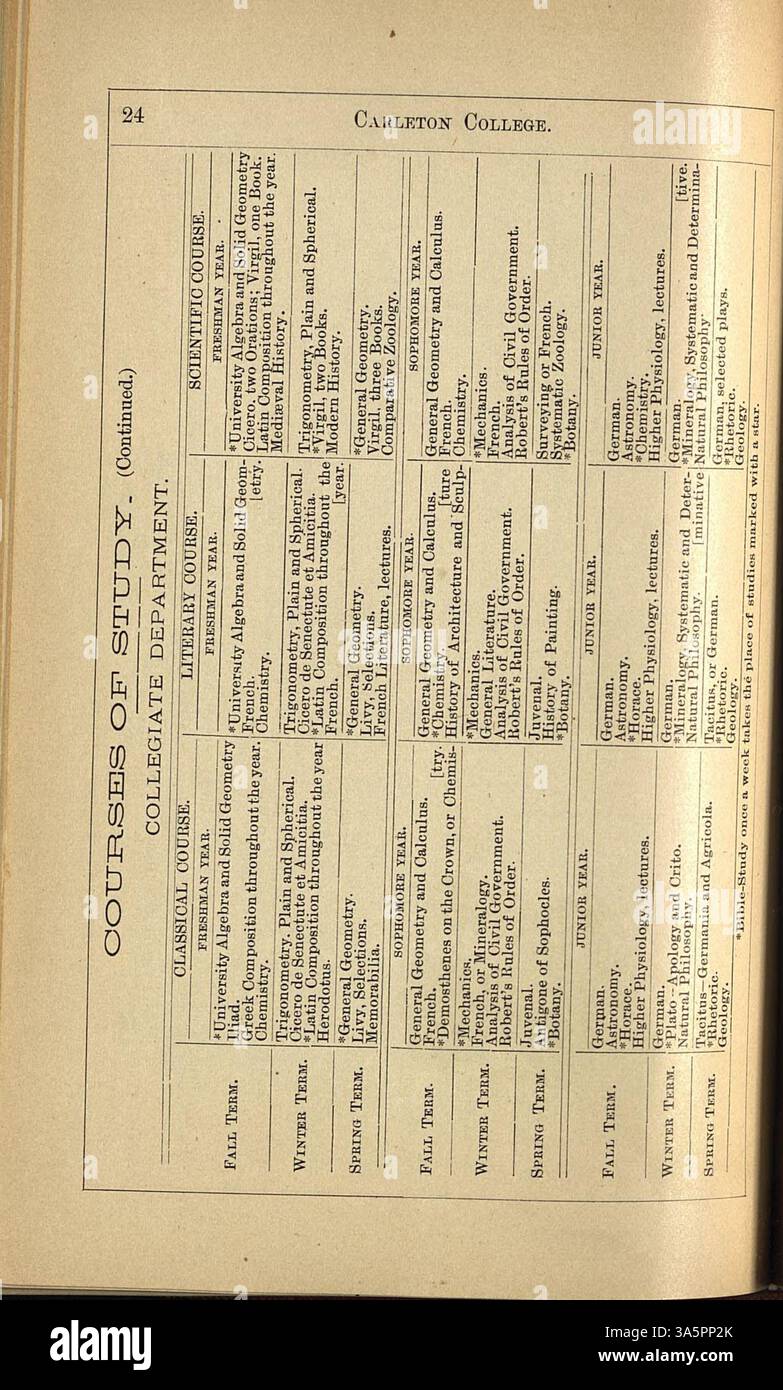 24
CARLETON COLLEGE.
COURSES OF STUDY. (Continued.)
COLLEGIATE DEPARTMENT.
CLASSICAL COURSE.
LITERARY COURSE.
SCIENTIFIC COURSE.
FRESHMAN YEAR.
FRESHMAN YEAR.
FRESHMAN YEAR.
FALL TERM.
*University Algebra and Solid Geometry
Iliad.
Greek Composition throughout the year.
Chemistry.
*University Algebra and Solid Geom-
French. [etry.
Chemistry.
*University Algebra and Solid Geometry
Cicero, two Orations; Virgil, one Book.
Latin Composition throughout the year.
Mediæval History.
WINTER TERM.
Trigonometry. Plain and Spherical.
Cicero de Senectute et Amicitia.
*Latin Composition throughout the year
Herodotus.
Trigonometry, Plain and Spherical.
Cicero de Senectute et Amicitia.
*Latin Composition throughout the
French. [year.
Trigonometry, Plain and Spherical.
*Virgil, two Books.
Modern History.
SPRING TERM.
*General Geometry.
Livy, Selections.
Memorabilia.
*General Geometry.
Livy, Selections.
French Literature, lectures.
*General Geometry.
Virgil, three Books.
Comparative Zoology.
SOPHOMORE YEAR.
SOPHOMORE YEAR.
SOPHOMORE YEAR.
FALL TERM.
General Geometry and Calculus.
French. [try.
*Demosthenes on the Crown, or Chemis-
General Geometry and Calculus.
*Chemistry. [ture
History of Architecture and Sculp-
General Geometry and Calculus.
French.
Chemistry.
WINTER TERM.
*Mechanics.
French, or Mineralogy.
Analysis of Civil Government.
Robert's Rules of Order.
*Mechanics.
General Literature.
Analysis of Civil Government.
Robert's Rules of Order.
*Mechanics.
French.
Analysis of Civil Government.
Robert's Rules of Order.
SPRING TERM.
Juvenal.
Antigone of Sophocles.
*Botany.
Juvenal.
History of Painting.
*Botany.
Surveying or French.
Systematic Zoology.
*Botany.
JUNIOR YEAR.
JUNIOR YEAR.
JUNIOR YEAR.
FALL TERM.
German.
Astronomy.
*Horace.
Higher Physiology, lectures.
German.
Astronomy.
*Horace.
Higher Physiology, lectures.
German.
Astronomy.
*Chemistry.
Higher Physiology, lectures.
WINTER TERM.
German.
*Plato—Apology and Crito.
Natural Philosophy.
German.
*Mineralogy, Systematic and Deter-
Natural Philosophy. [minative
German. [tive.
*Mineralogy, Systematic and Determina-
Natural Philosophy.
SPRING TERM.
Tacitus—Germania and Agricola.
*Rhetoric.
Geology.
Tacitus, or German.
*Rhetoric.
Geology.
German, selected plays.
*Rhetoric.
Geology.
*Bible-Study once a week takes the place of studies marked with a star.
alamy
Image ID: 3A5PP2K
www.alamy.com